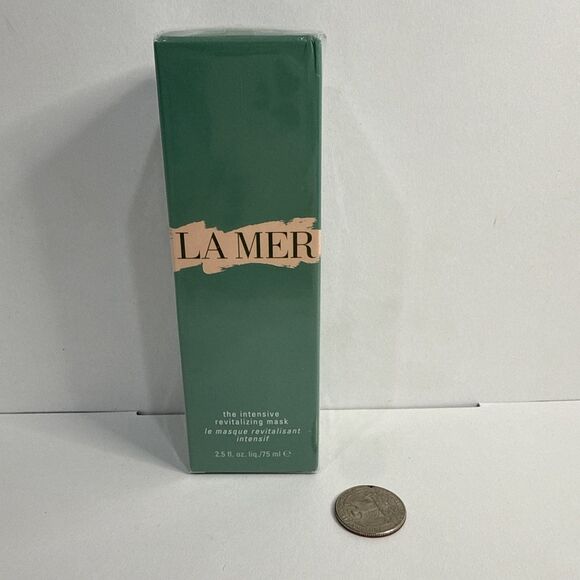 LA MER
the intensive
revitalizing mask
le masque revitalisant
intensif
2.5 fl. oz. liq./75 ml ℮